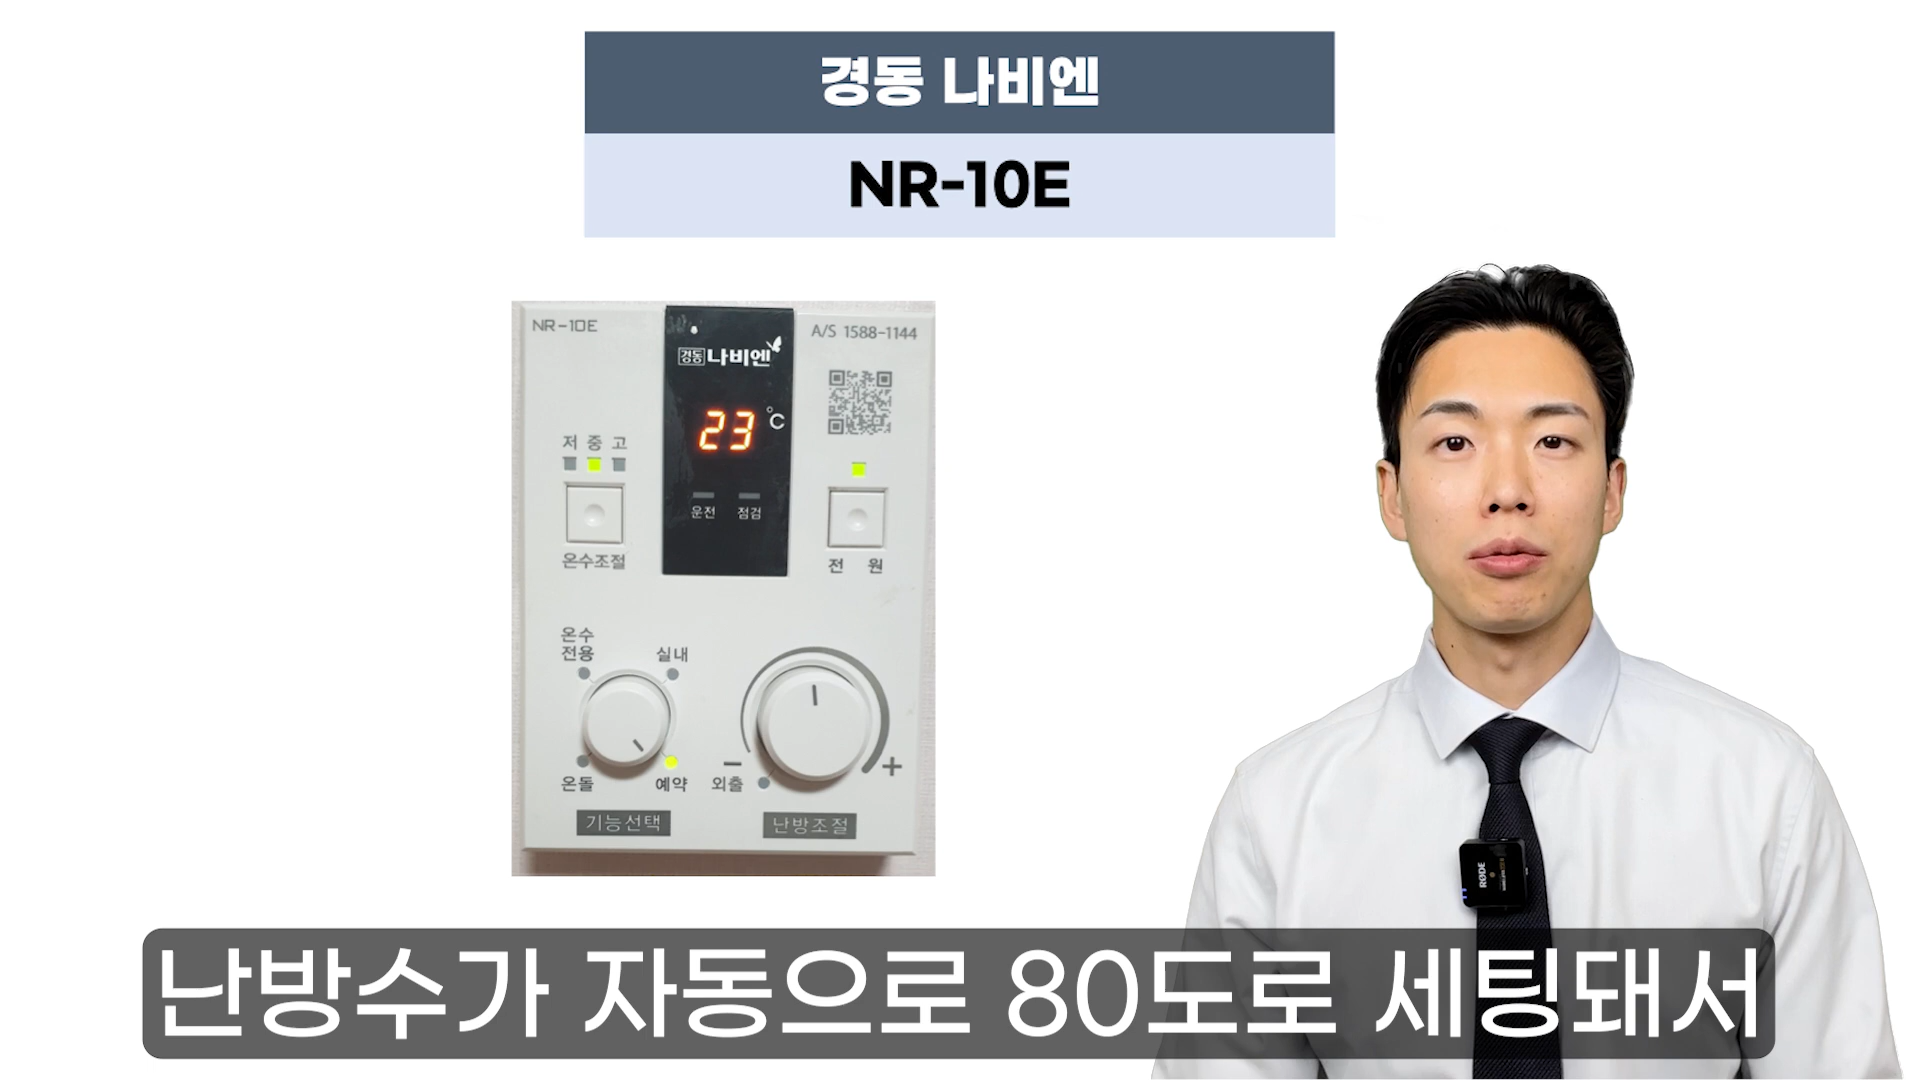 경동 나비엔
NR-10E
NR-10E
A/S 1588-1144
경동나비엔
23 °C
저 중 고
운전 점검
온수조절
전 원
온수
전용
실내
온돌
예약
외출
− +
기능선택
난방조절
RØDE
난방수가 자동으로 80도로 세팅돼서